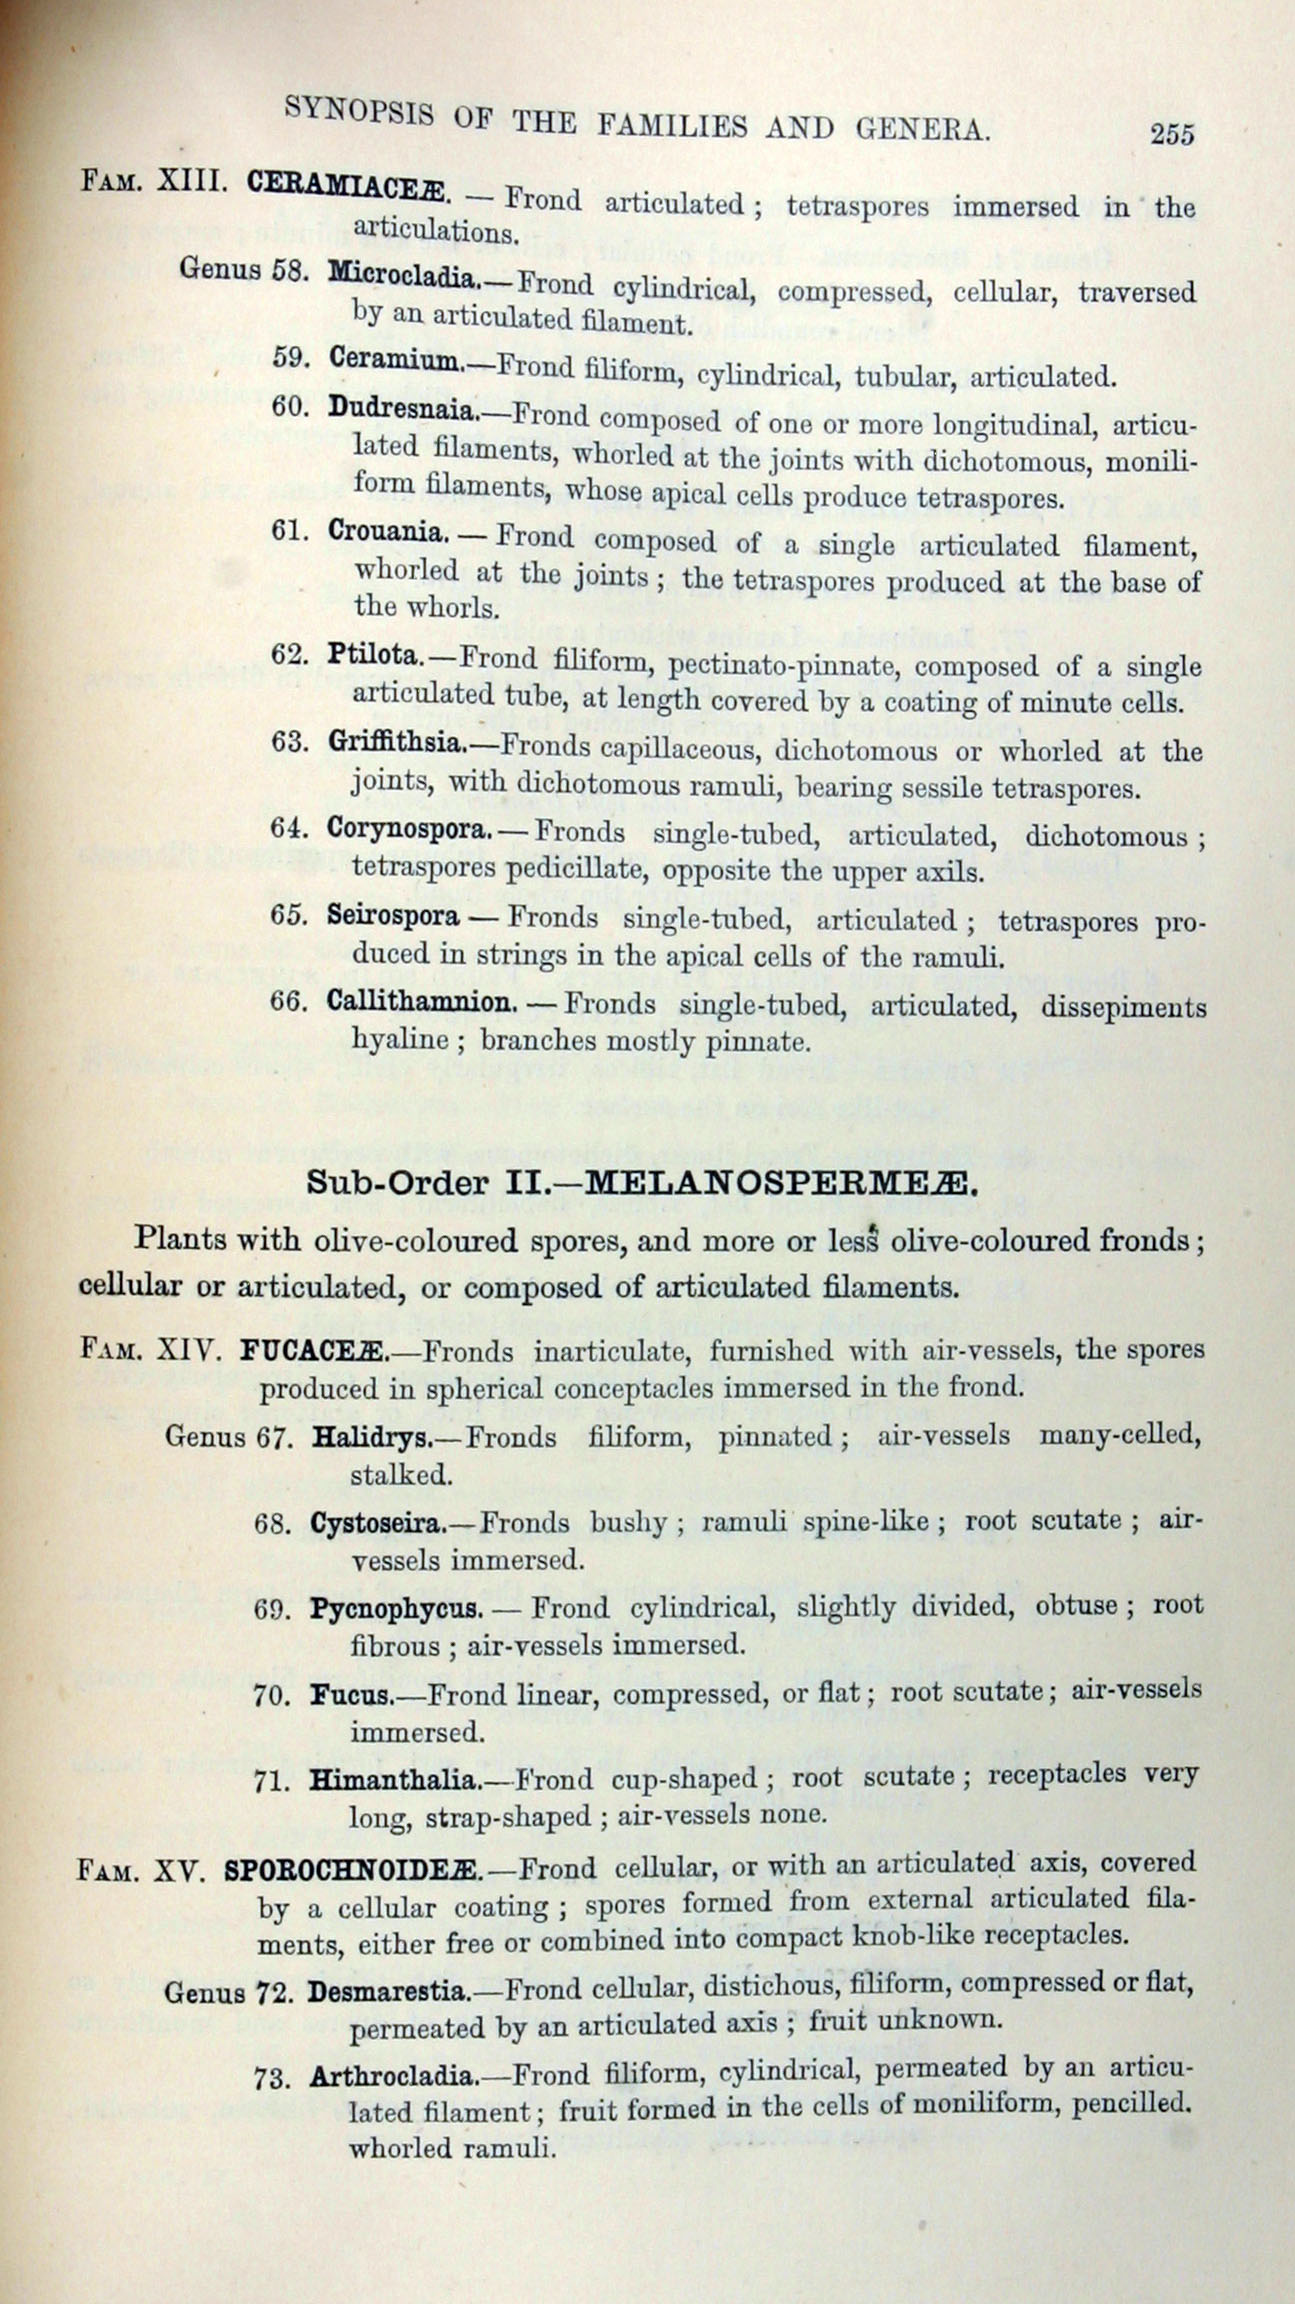 SYNOPSIS OF THE FAMILIES AND GENERA. 255
FAM. XIII. CERAMIACEÆ. — Frond articulated ; tetraspores immersed in the
articulations.
Genus 58. Microcladia.—Frond cylindrical, compressed, cellular, traversed
by an articulated filament.
59. Ceramium.—Frond filiform, cylindrical, tubular, articulated.
60. Dudresnaia.—Frond composed of one or more longitudinal, articu-
lated filaments, whorled at the joints with dichotomous, monili-
form filaments, whose apical cells produce tetraspores.
61. Crouania. — Frond composed of a single articulated filament,
whorled at the joints ; the tetraspores produced at the base of
the whorls.
62. Ptilota.—Frond filiform, pectinato-pinnate, composed of a single
articulated tube, at length covered by a coating of minute cells.
63. Griffithsia.—Fronds capillaceous, dichotomous or whorled at the
joints, with dichotomous ramuli, bearing sessile tetraspores.
64. Corynospora. — Fronds single-tubed, articulated, dichotomous ;
tetraspores pedicillate, opposite the upper axils.
65. Seirospora — Fronds single-tubed, articulated ; tetraspores pro-
duced in strings in the apical cells of the ramuli.
66. Callithamnion. — Fronds single-tubed, articulated, dissepiments
hyaline ; branches mostly pinnate.
Sub-Order II.—MELANOSPERMEÆ.
Plants with olive-coloured spores, and more or less olive-coloured fronds ;
cellular or articulated, or composed of articulated filaments.
FAM. XIV. FUCACEÆ.—Fronds inarticulate, furnished with air-vessels, the spores
produced in spherical conceptacles immersed in the frond.
Genus 67. Halidrys.—Fronds filiform, pinnated ; air-vessels many-celled,
stalked.
68. Cystoseira.—Fronds bushy ; ramuli spine-like ; root scutate ; air-
vessels immersed.
69. Pycnophycus. — Frond cylindrical, slightly divided, obtuse ; root
fibrous ; air-vessels immersed.
70. Fucus.—Frond linear, compressed, or flat ; root scutate ; air-vessels
immersed.
71. Himanthalia.—Frond cup-shaped ; root scutate ; receptacles very
long, strap-shaped ; air-vessels none.
FAM. XV. SPOROCHNOIDEÆ.—Frond cellular, or with an articulated axis, covered
by a cellular coating ; spores formed from external articulated fila-
ments, either free or combined into compact knob-like receptacles.
Genus 72. Desmarestia.—Frond cellular, distichous, filiform, compressed or flat,
permeated by an articulated axis ; fruit unknown.
73. Arthrocladia.—Frond filiform, cylindrical, permeated by an articu-
lated filament ; fruit formed in the cells of moniliform, pencilled.
whorled ramuli.